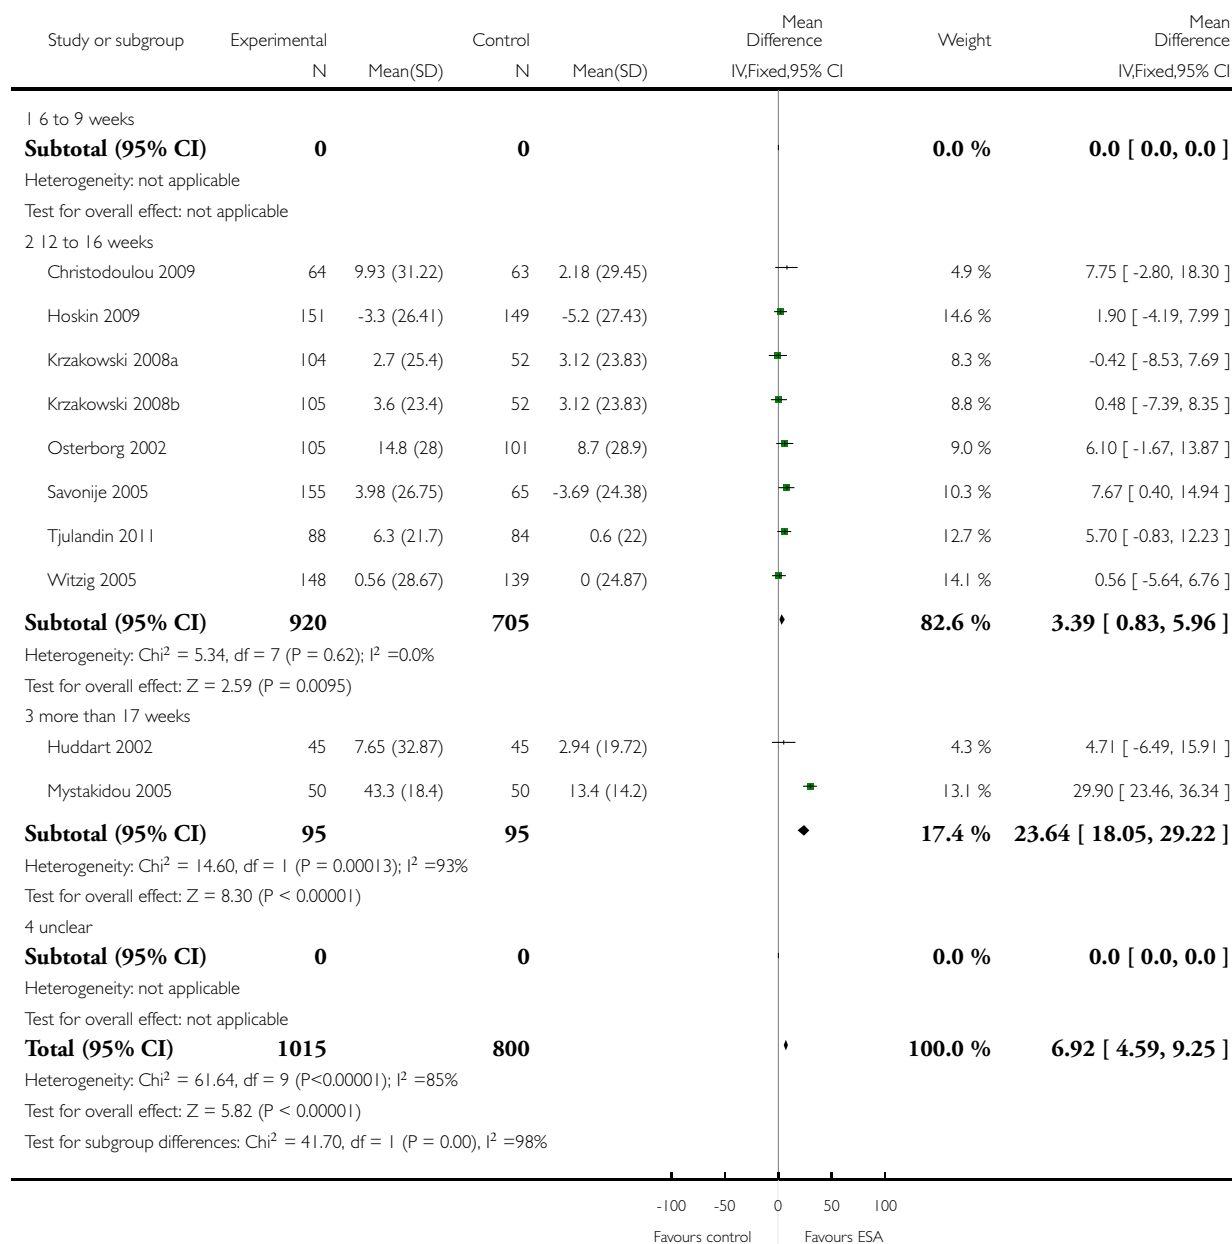 Study or subgroup Experimental Control Mean Difference Weight Mean Difference
N Mean(SD) N Mean(SD) IV,Fixed,95% CI IV,Fixed,95% CI
1 6 to 9 weeks
Subtotal (95% CI) 0 0 0.0 % 0.0 [ 0.0, 0.0 ]
Heterogeneity: not applicable
Test for overall effect: not applicable
2 12 to 16 weeks
Christodoulou 2009 64 9.93 (31.22) 63 2.18 (29.45) 4.9 % 7.75 [ -2.80, 18.30 ]
Hoskin 2009 151 -3.3 (26.41) 149 -5.2 (27.43) 14.6 % 1.90 [ -4.19, 7.99 ]
Krzakowski 2008a 104 2.7 (25.4) 52 3.12 (23.83) 8.3 % -0.42 [ -8.53, 7.69 ]
Krzakowski 2008b 105 3.6 (23.4) 52 3.12 (23.83) 8.8 % 0.48 [ -7.39, 8.35 ]
Osterborg 2002 105 14.8 (28) 101 8.7 (28.9) 9.0 % 6.10 [ -1.67, 13.87 ]
Savonije 2005 155 3.98 (26.75) 65 -3.69 (24.38) 10.3 % 7.67 [ 0.40, 14.94 ]
Tjulandin 2011 88 6.3 (21.7) 84 0.6 (22) 12.7 % 5.70 [ -0.83, 12.23 ]
Witzig 2005 148 0.56 (28.67) 139 0 (24.87) 14.1 % 0.56 [ -5.64, 6.76 ]
Subtotal (95% CI) 920 705 82.6 % 3.39 [ 0.83, 5.96 ]
Heterogeneity: Chi² = 5.34, df = 7 (P = 0.62); I² =0.0%
Test for overall effect: Z = 2.59 (P = 0.0095)
3 more than 17 weeks
Huddart 2002 45 7.65 (32.87) 45 2.94 (19.72) 4.3 % 4.71 [ -6.49, 15.91 ]
Mystakidou 2005 50 43.3 (18.4) 50 13.4 (14.2) 13.1 % 29.90 [ 23.46, 36.34 ]
Subtotal (95% CI) 95 95 17.4 % 23.64 [ 18.05, 29.22 ]
Heterogeneity: Chi² = 14.60, df = 1 (P = 0.00013); I² =93%
Test for overall effect: Z = 8.30 (P < 0.00001)
4 unclear
Subtotal (95% CI) 0 0 0.0 % 0.0 [ 0.0, 0.0 ]
Heterogeneity: not applicable
Test for overall effect: not applicable
Total (95% CI) 1015 800 100.0 % 6.92 [ 4.59, 9.25 ]
Heterogeneity: Chi² = 61.64, df = 9 (P<0.00001); I² =85%
Test for overall effect: Z = 5.82 (P < 0.00001)
Test for subgroup differences: Chi² = 41.70, df = 1 (P = 0.00), I² =98%
-100 -50 0 50 100
Favours control Favours ESA